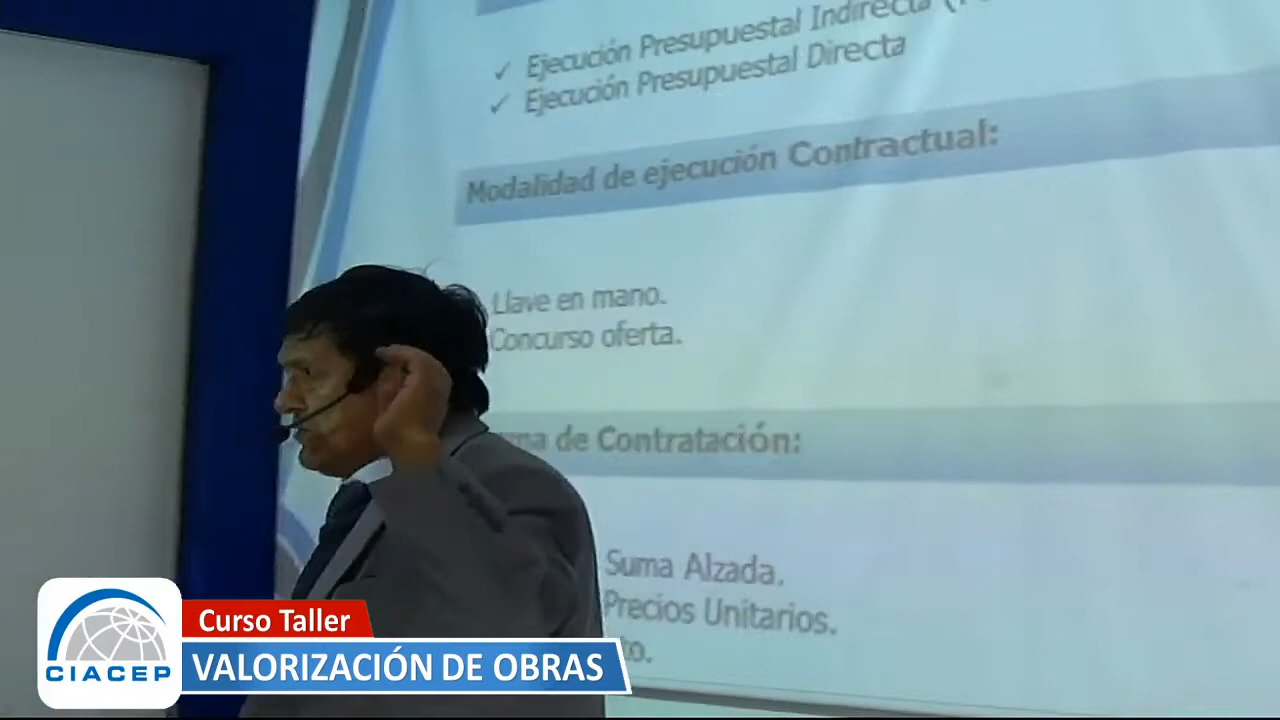 Ejecución Presupuestal Indirecta
Ejecución Presupuestal Directa
Modalidad de ejecución Contractual:
Llave en mano.
Concurso oferta.
de Contratación:
Suma Alzada.
Precios Unitarios.
Curso Taller
VALORIZACIÓN DE OBRAS
CIACEP